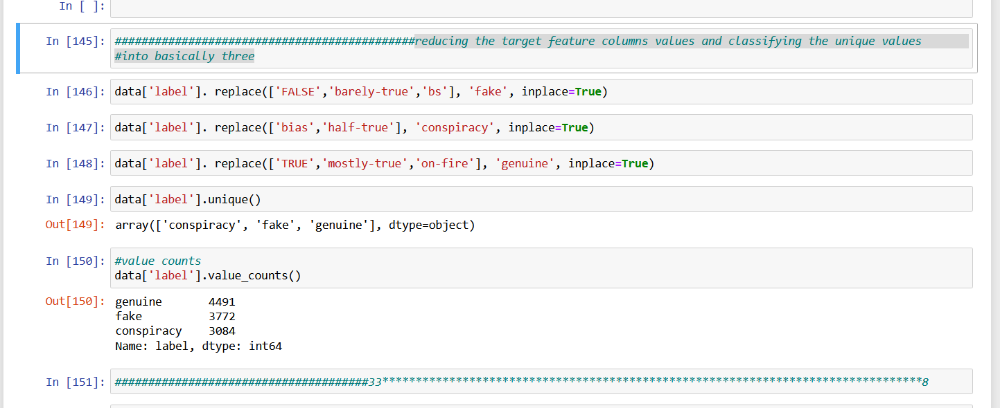 In [ ]:
In [145]: #############################################reducing the target feature columns values and classifying the unique values
#into basically three
In [146]: data['label']. replace(['FALSE','barely-true','bs'], 'fake', inplace=True)
In [147]: data['label']. replace(['bias','half-true'], 'conspiracy', inplace=True)
In [148]: data['label']. replace(['TRUE','mostly-true','on-fire'], 'genuine', inplace=True)
In [149]: data['label'].unique()
Out[149]: array(['conspiracy', 'fake', 'genuine'], dtype=object)
In [150]: #value counts
data['label'].value_counts()
Out[150]: genuine       4491
fake          3772
conspiracy    3084
Name: label, dtype: int64
In [151]: ######################################33*********************************************************************************8